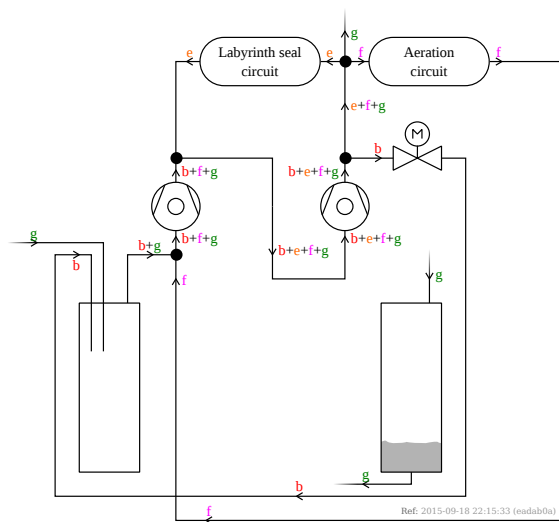 g
e
Labyrinth seal
circuit
e
f
Aeration
circuit
f
e+f+g
b
M
b+f+g
b+e+f+g
g
b+g
b+f+g
b+e+f+g
b+e+f+g
b
f
g
g
b
Ref: 2015-09-18 22:15:33 (eadab0a)
f